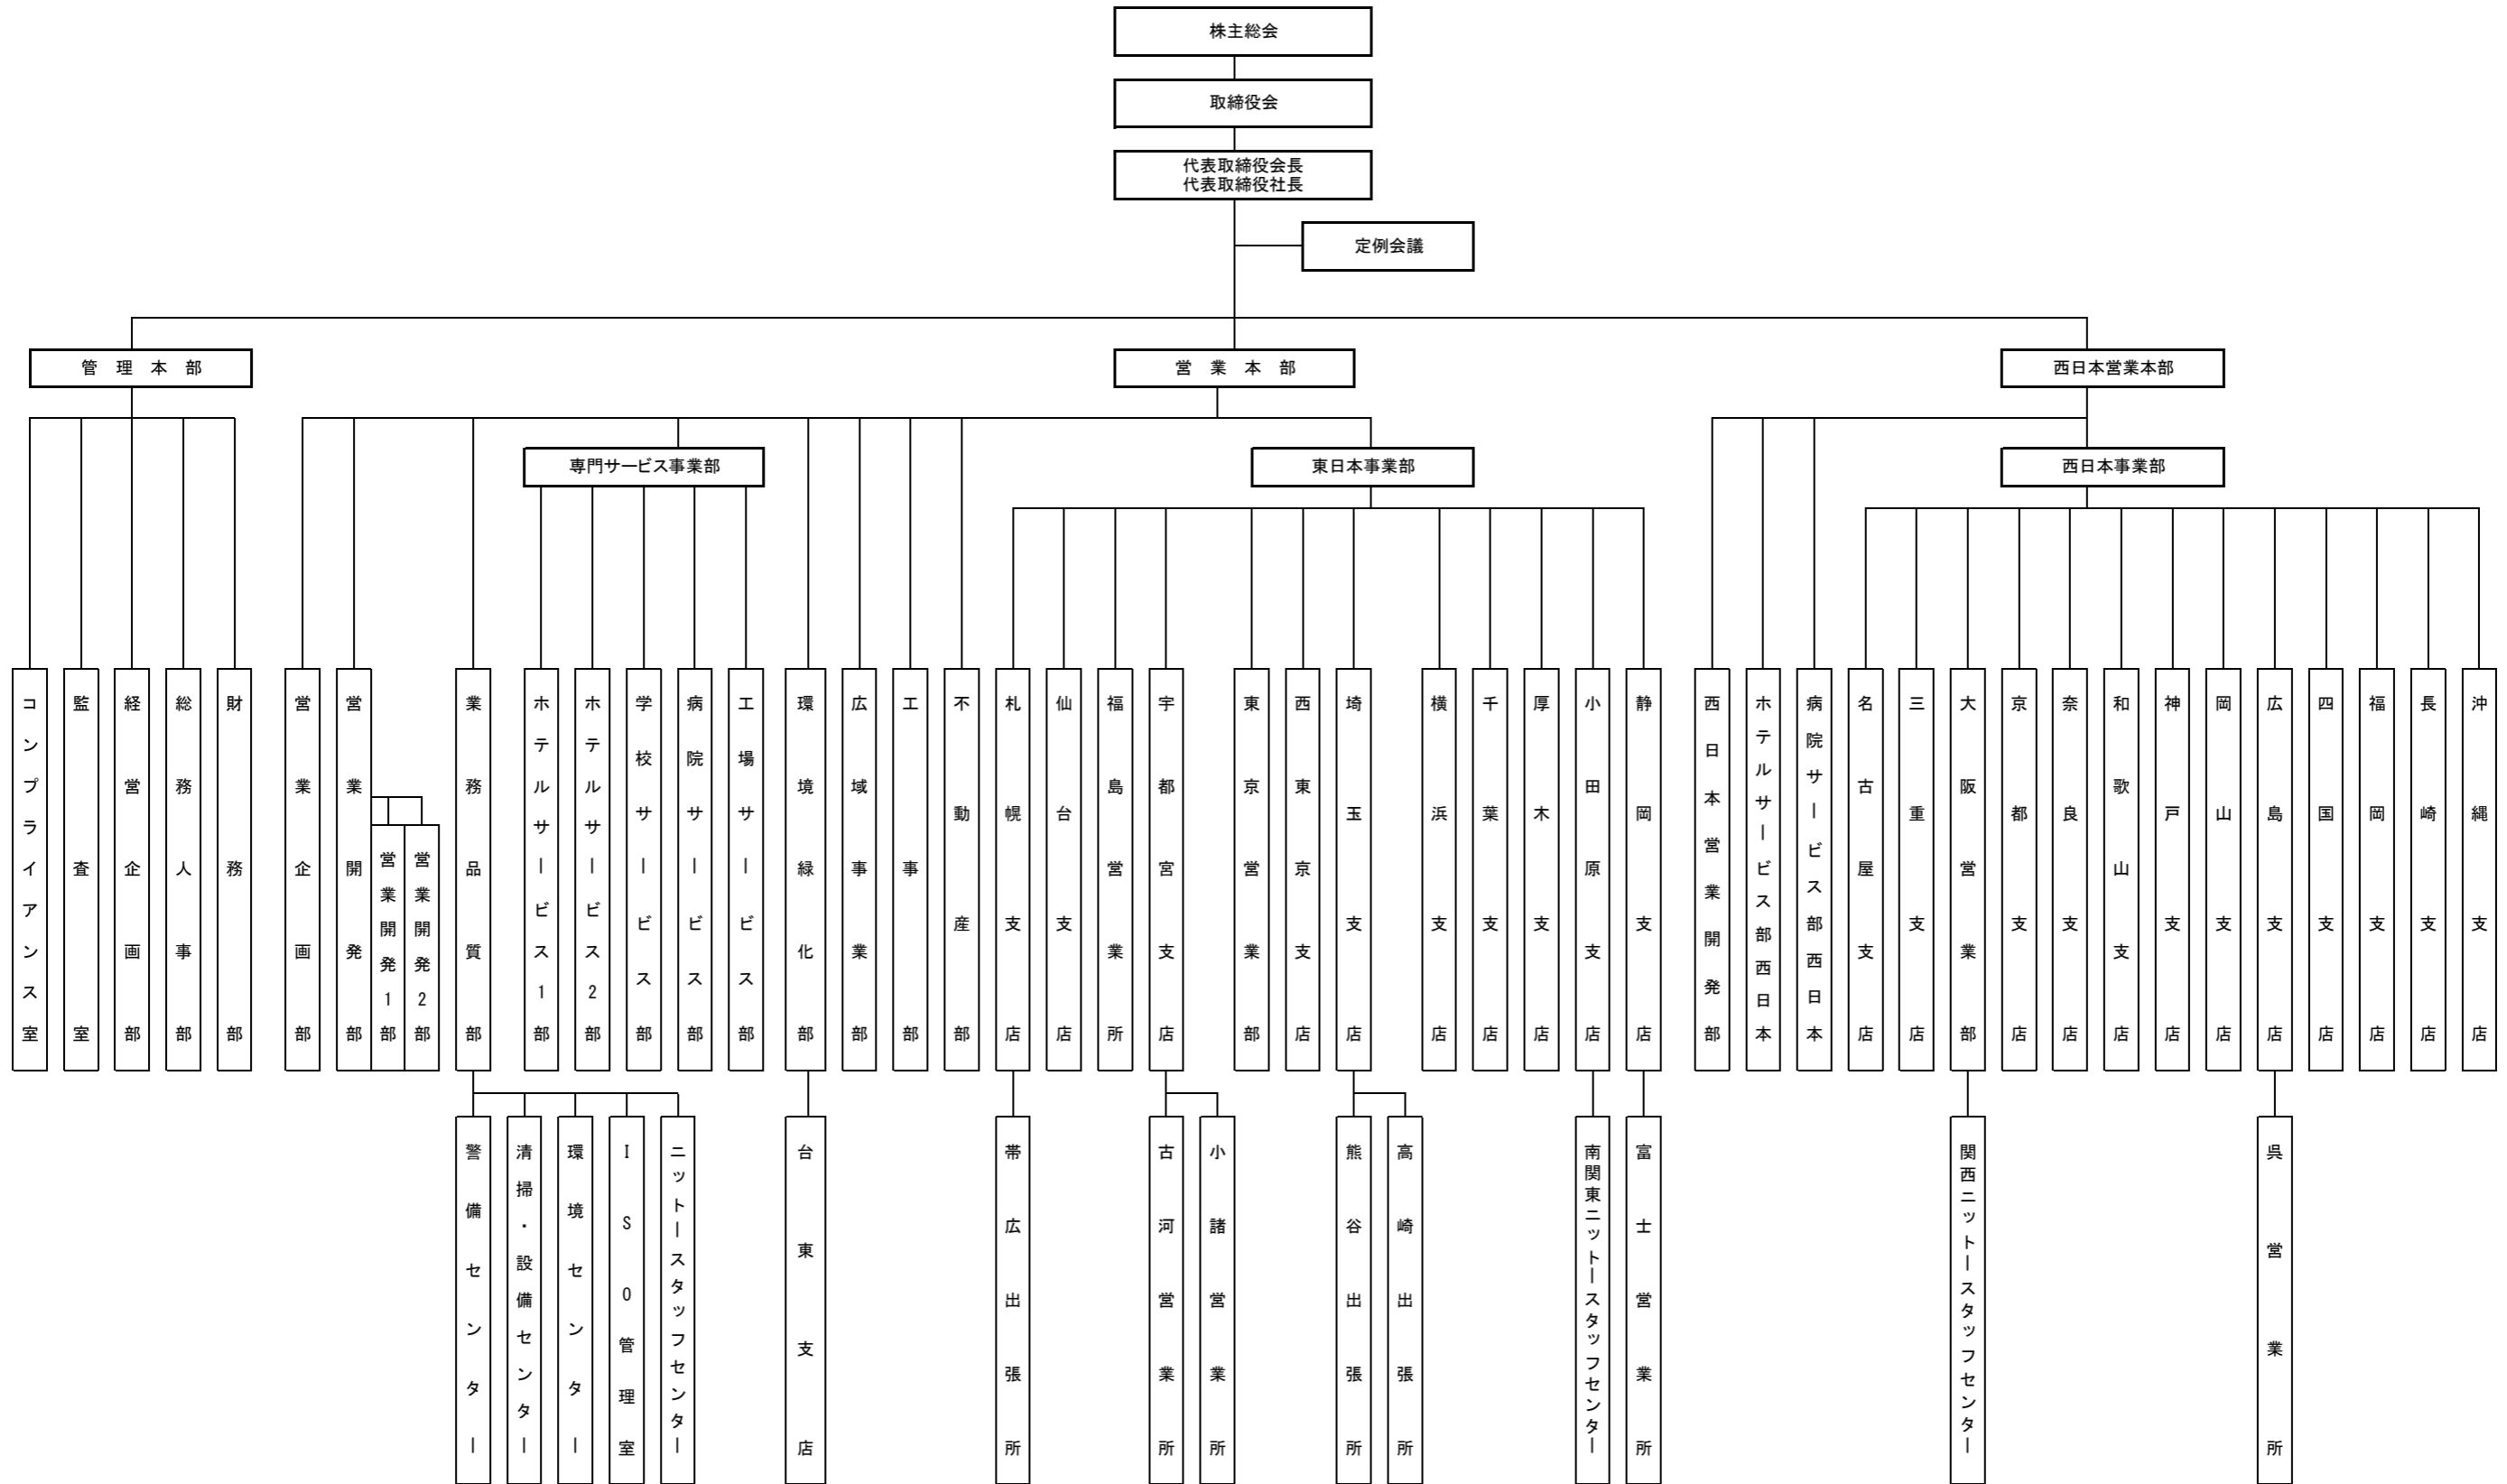 株主総会
取締役会
代表取締役会長
代表取締役社長
定例会議
管理本部
営業本部
西日本営業本部
専門サービス事業部
東日本事業部
西日本事業部
コンプライアンス室
監査室
経営企画部
総務人事部
財務部
営業企画部
営業開発部
営業開発1部
営業開発2部
業務品質部
ホテルサービス1部
ホテルサービス2部
学校サービス部
病院サービス部
工場サービス部
環境緑化部
広域事業部
工事部
不動産部
札幌支店
仙台支店
福島営業所
宇都宮支店
東京営業部
西東京支店
埼玉支店
横浜支店
千葉支店
厚木支店
小田原支店
静岡支店
西日本営業開発部
ホテルサービス部西日本
病院サービス部西日本
名古屋支店
三重支店
大阪営業部
京都支店
奈良支店
和歌山支店
神戸支店
岡山支店
広島支店
四国支店
福岡支店
長崎支店
沖縄支店
警備センター
清掃・設備センター
環境センター
ISO管理室
ニットースタッフセンター
台東支店
帯広出張所
古河営業所
小諸営業所
熊谷出張所
高崎出張所
南関東ニットースタッフセンター
富士営業所
関西ニットースタッフセンター
呉営業所